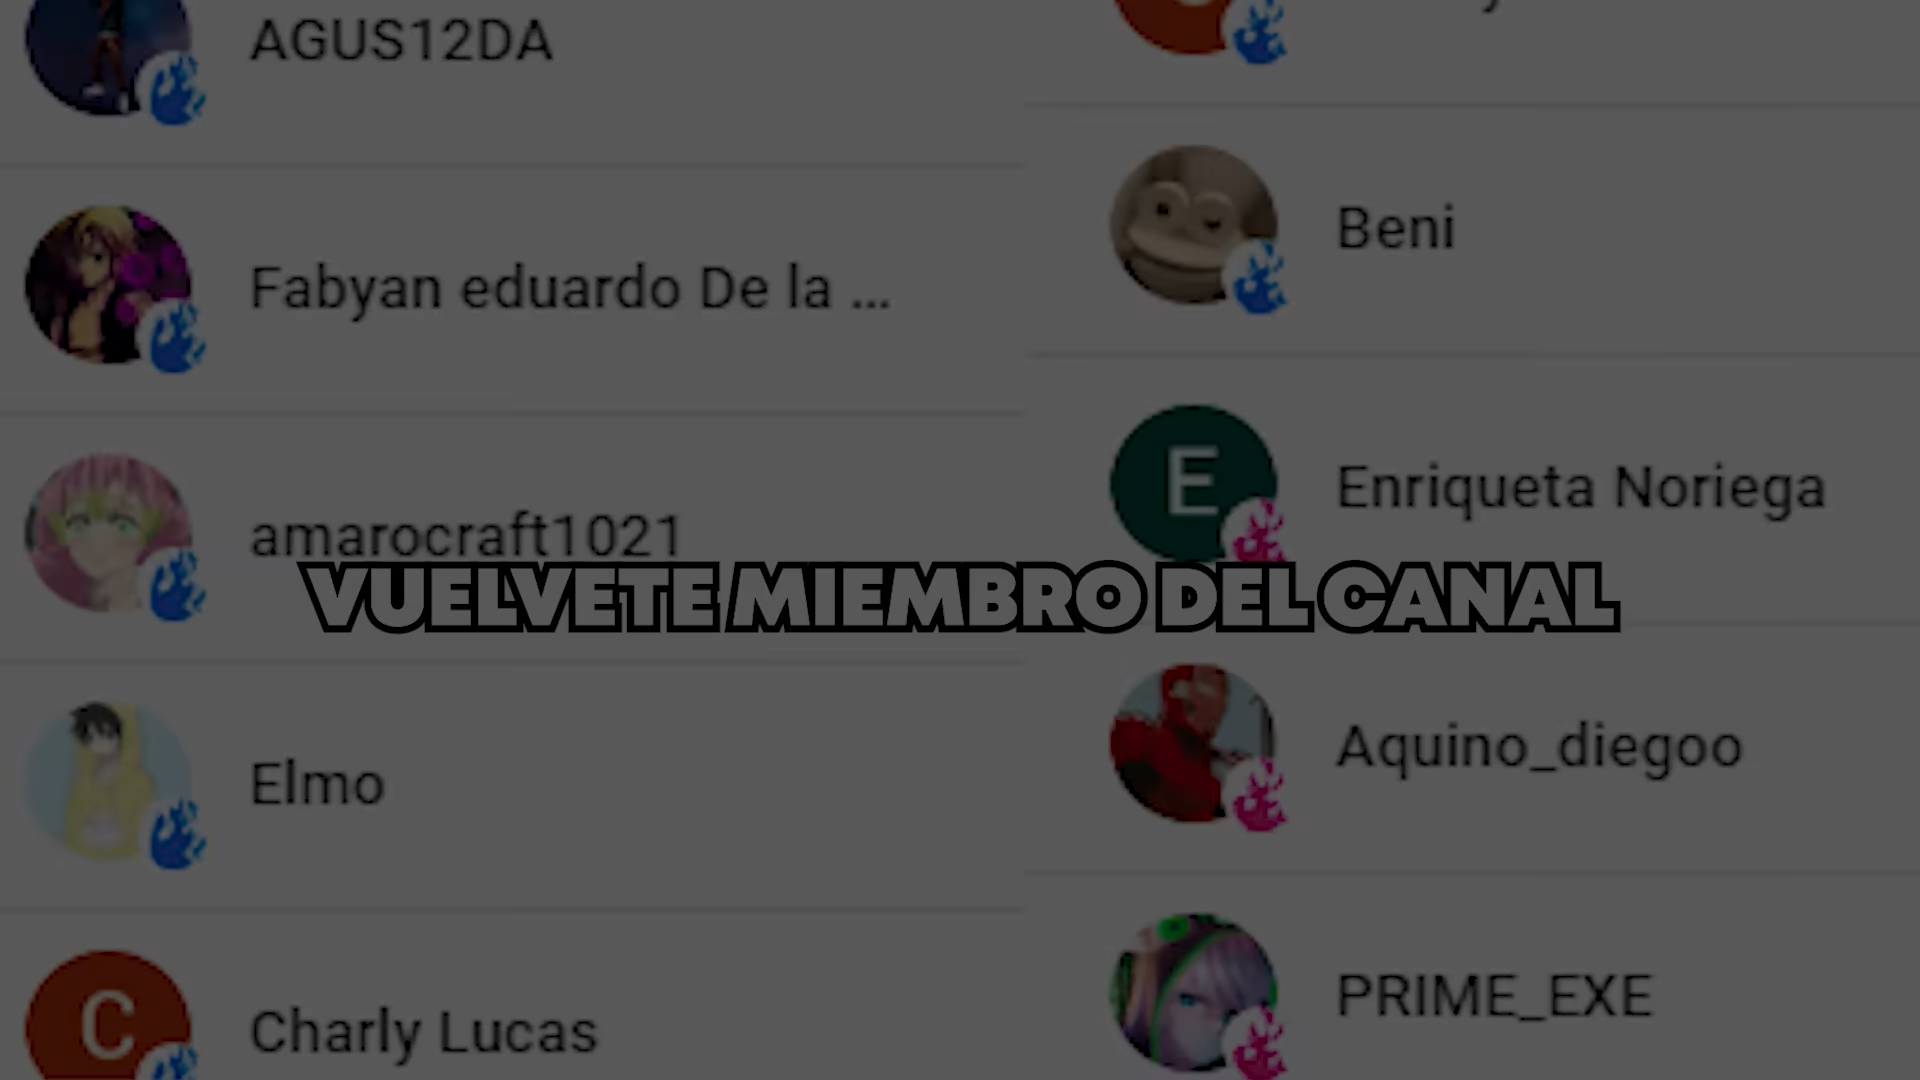 AGUS12DA
Fabyan eduardo De la ...
amarocraft1021
Elmo
C
Charly Lucas
Beni
E
Enriqueta Noriega
Aquino_diegoo
PRIME_EXE
VUELVETE MIEMBRO DEL CANAL